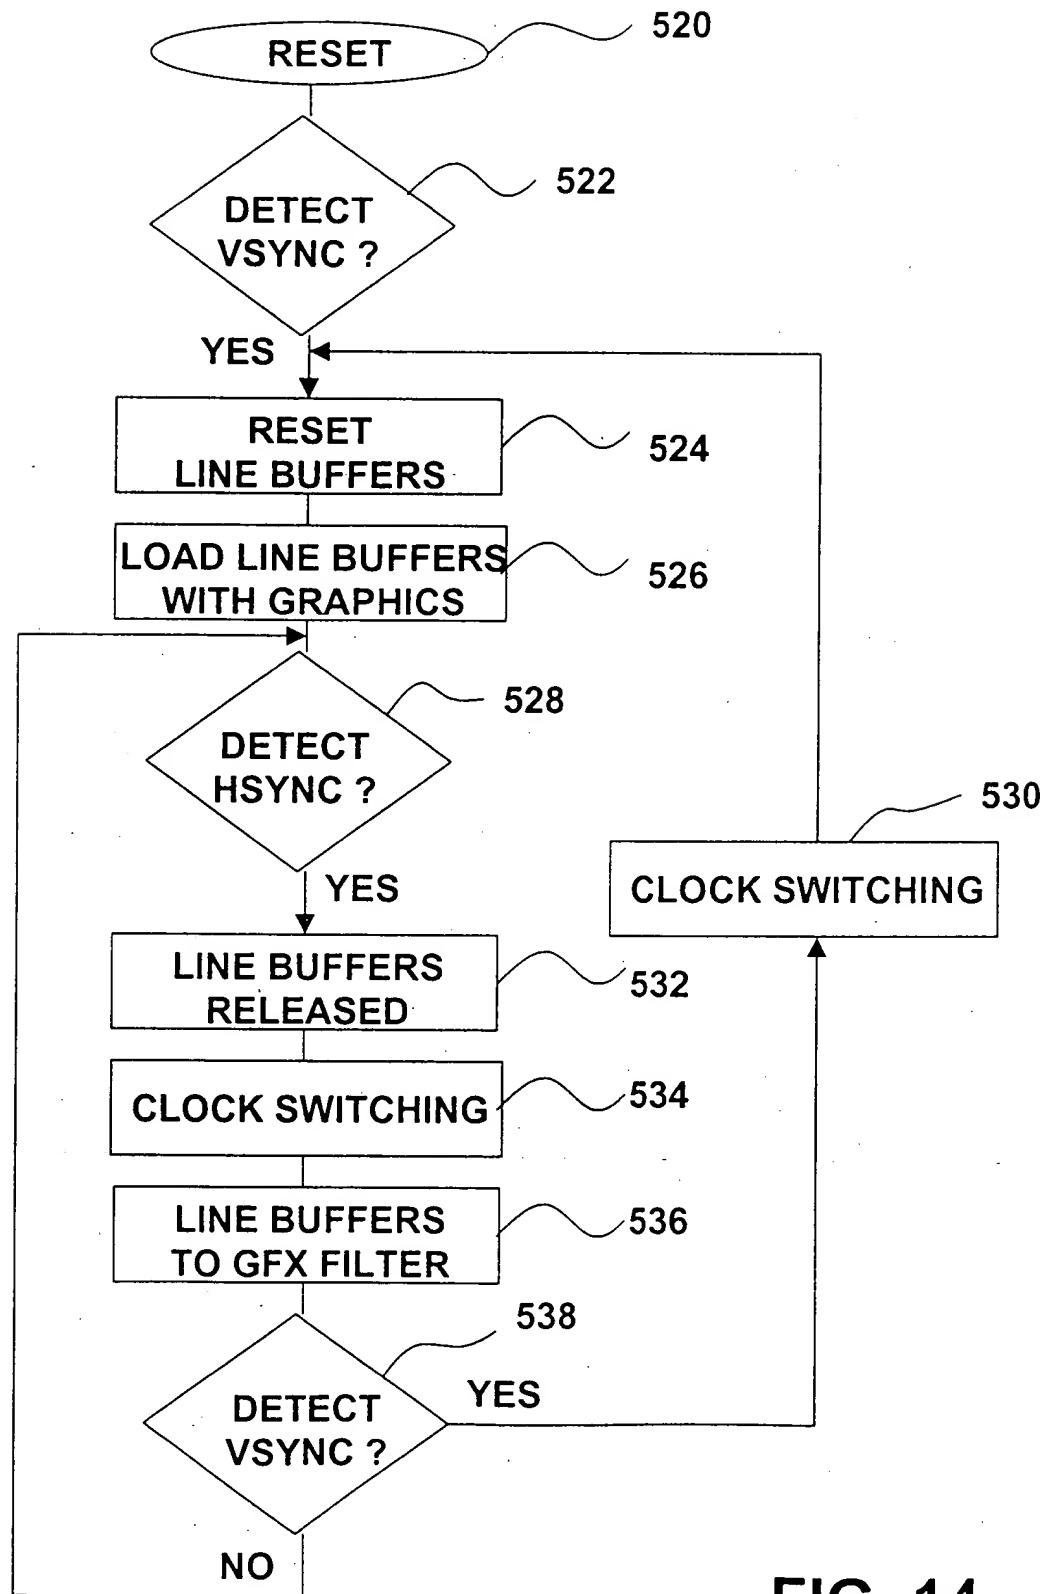 RESET
520
DETECT
VSYNC ?
522
YES
RESET
LINE BUFFERS
524
LOAD LINE BUFFERS
WITH GRAPHICS
526
DETECT
HSYNC ?
528
YES
CLOCK SWITCHING
530
LINE BUFFERS
RELEASED
532
CLOCK SWITCHING
534
LINE BUFFERS
TO GFX FILTER
536
DETECT
VSYNC ?
538
YES
NO
FIG. 14